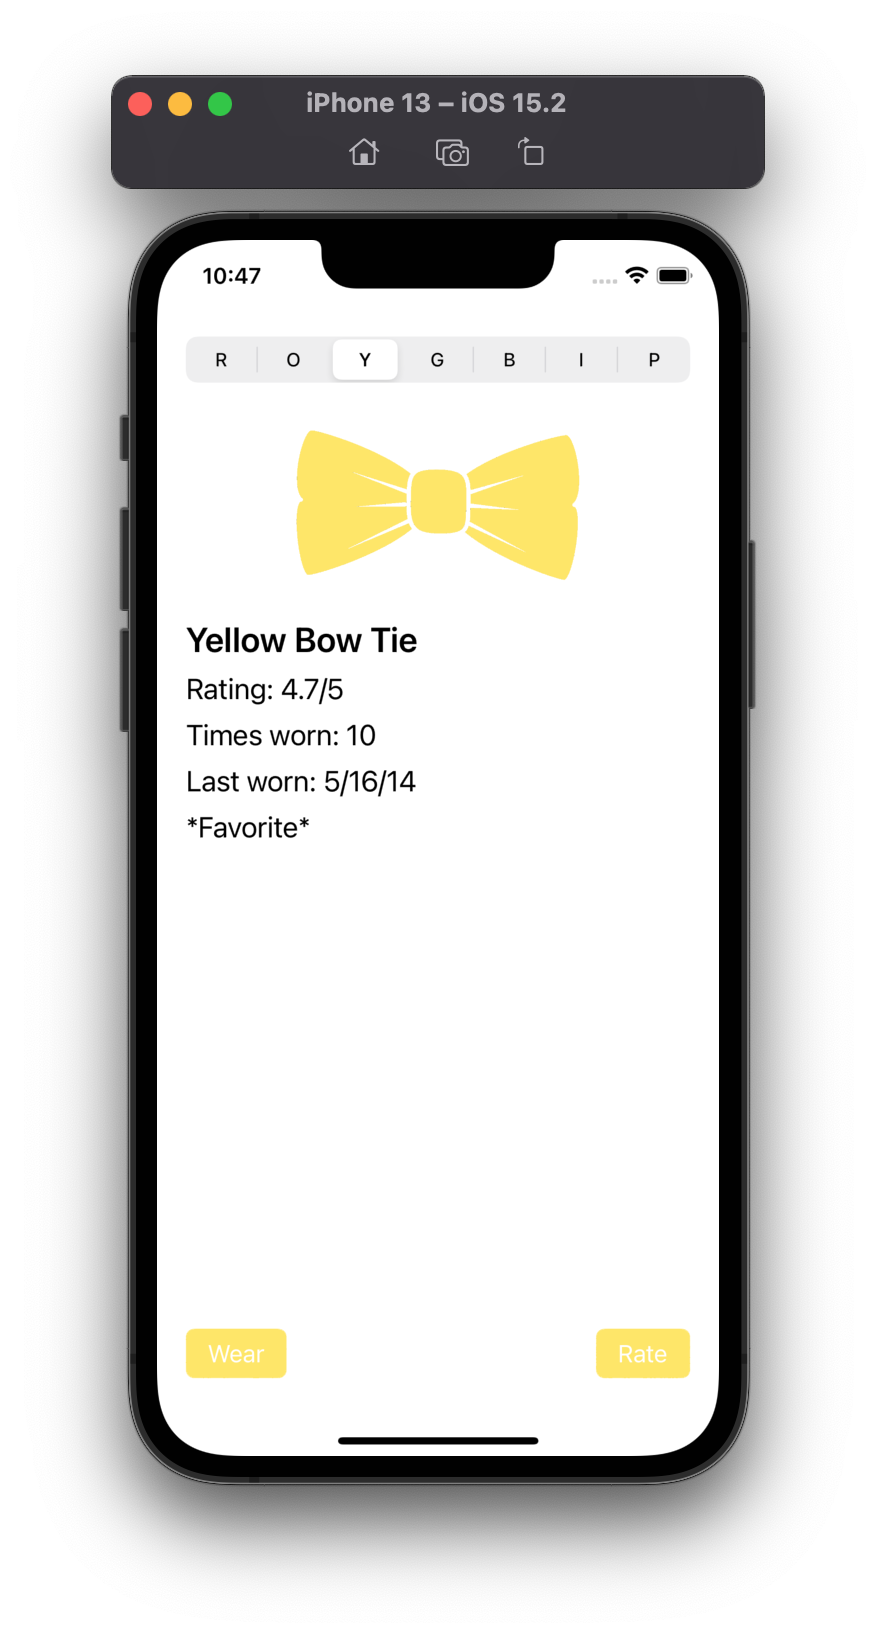 iPhone 13 – iOS 15.2
10:47
R O Y G B I P
Yellow Bow Tie
Rating: 4.7/5
Times worn: 10
Last worn: 5/16/14
*Favorite*
Wear Rate